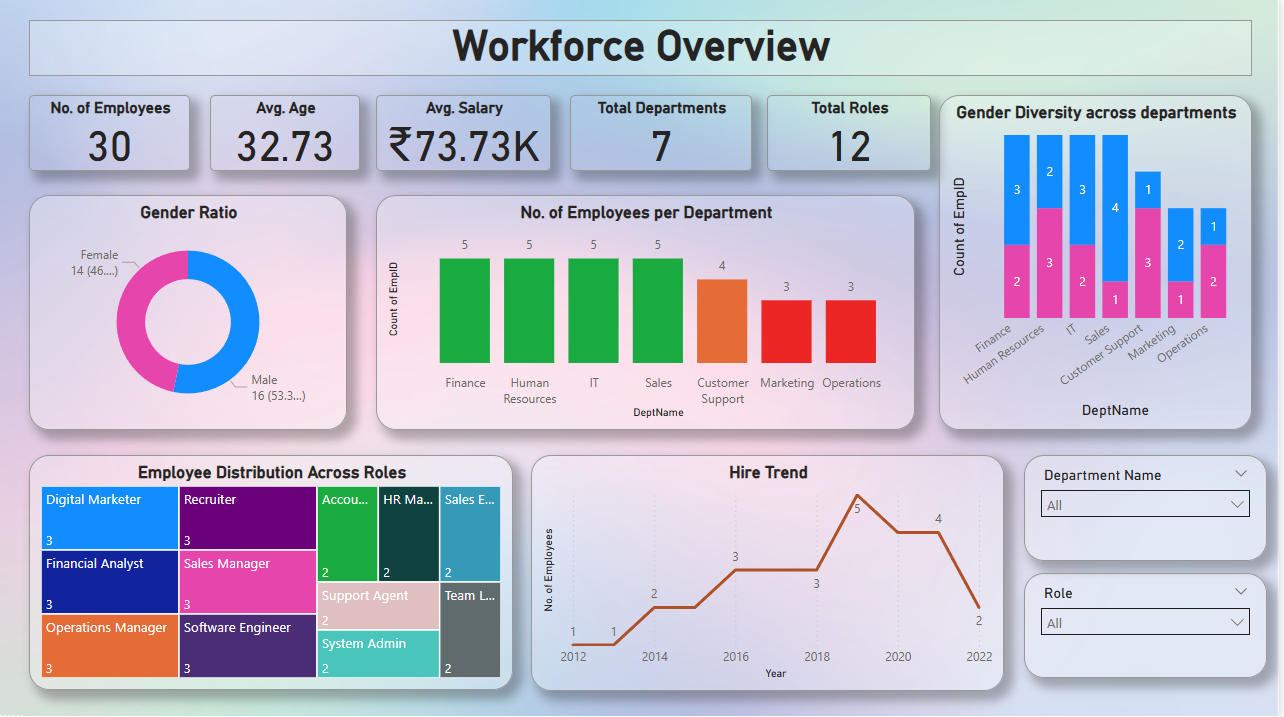 Workforce Overview
No. of Employees
30
Avg. Age
32.73
Avg. Salary
₹73.73K
Total Departments
7
Total Roles
12
Gender Diversity across departments
Count of EmpID
3
2
3
4
1
2
1
2
3
2
1
3
1
2
Finance
Human Resources
IT
Sales
Customer Support
Marketing
Operations
DeptName
Gender Ratio
Female
14 (46....)
Male
16 (53.3...)
No. of Employees per Department
Count of EmpID
5
5
5
5
4
3
3
Finance
Human
Resources
IT
Sales
Customer
Support
Marketing
Operations
DeptName
Employee Distribution Across Roles
Digital Marketer
3
Financial Analyst
3
Operations Manager
3
Recruiter
3
Sales Manager
3
Software Engineer
3
Accou...
2
HR Ma...
2
Sales E...
2
Support Agent
2
System Admin
2
Team L...
2
Hire Trend
No. of Employees
1
1
2
3
3
5
4
2
2012
2014
2016
2018
2020
2022
Year
Department Name
All
Role
All